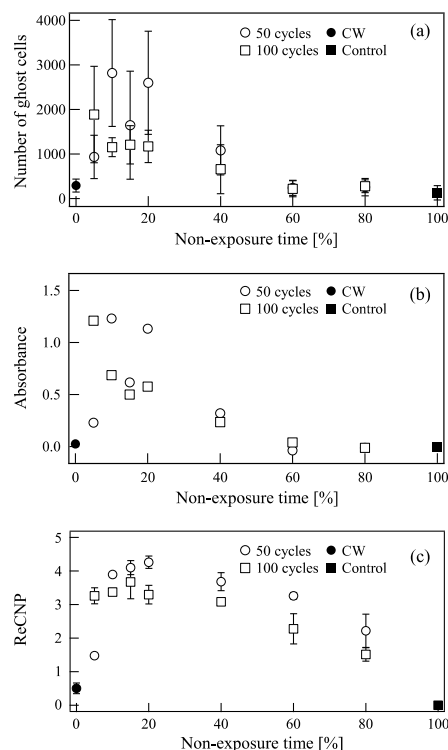 (a)
50 cycles CW
100 cycles Control
Number of ghost cells
4000
3000
2000
1000
0
0 20 40 60 80 100
Non-exposure time [%]
(b)
50 cycles CW
100 cycles Control
Absorbance
1.5
1.0
0.5
0.0
0 20 40 60 80 100
Non-exposure time [%]
(c)
50 cycles CW
100 cycles Control
ReCNP
5
4
3
2
1
0
0 20 40 60 80 100
Non-exposure time [%]